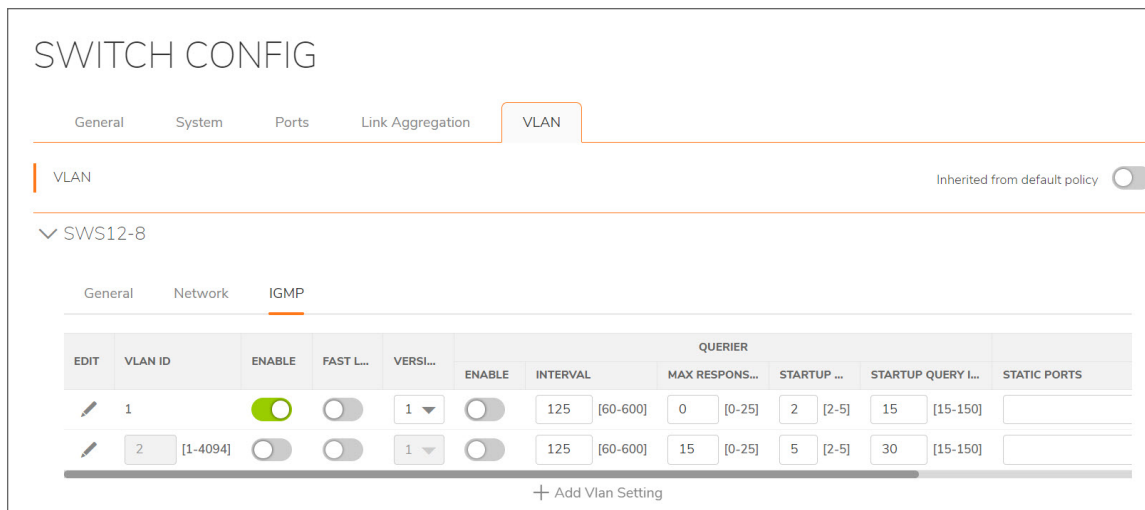 SWITCH CONFIG
General System Ports Link Aggregation VLAN
VLAN Inherited from default policy
SWS12-8
General Network IGMP
QUERIER
EDIT VLAN ID ENABLE FAST L... VERSI...
ENABLE INTERVAL MAX RESPONS... STARTUP ... STARTUP QUERY I... STATIC PORTS
1 1 125 [60-600] 0 [0-25] 2 [2-5] 15 [15-150]
2 [1-4094] 1 125 [60-600] 15 [0-25] 5 [2-5] 30 [15-150]
+ Add Vlan Setting